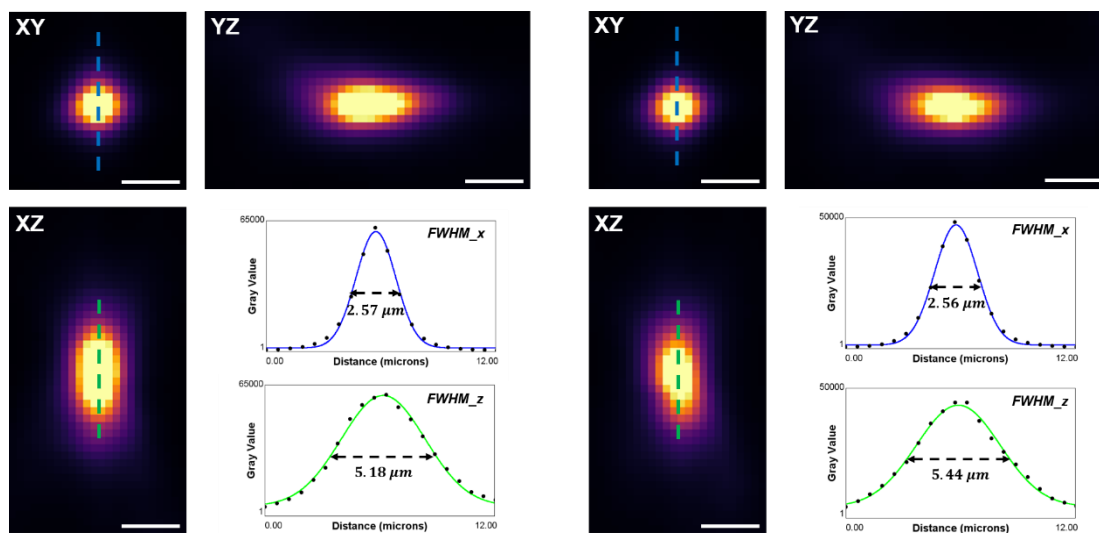 XY
YZ
XZ
65000
Gray Value
1
FWHM_x
2.57 μm
0.00
Distance (microns)
12.00
65000
Gray Value
1
FWHM_z
5.18 μm
0.00
Distance (microns)
12.00
XY
YZ
XZ
50000
Gray Value
1
FWHM_x
2.56 μm
0.00
Distance (microns)
12.00
50000
Gray Value
1
FWHM_z
5.44 μm
0.00
Distance (microns)
12.00